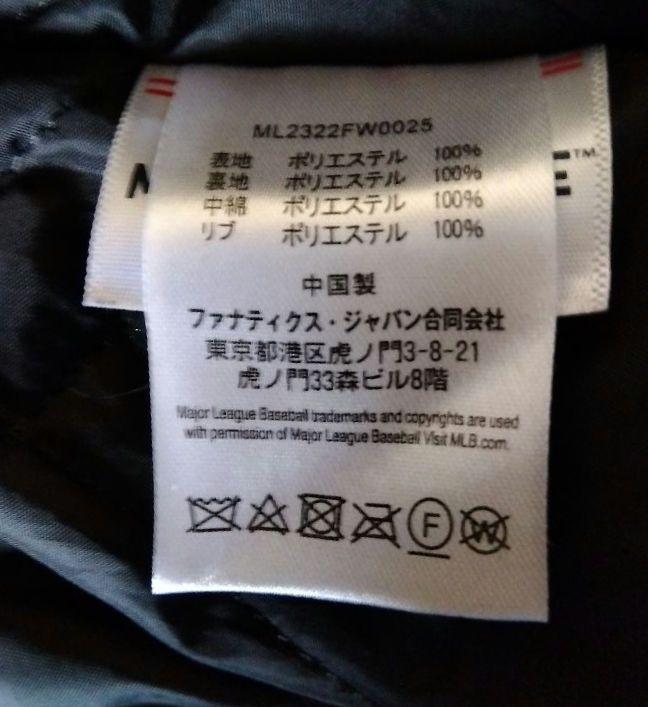 ML2322FW0025
表地 ポリエステル 100%
裏地 ポリエステル 100%
中綿 ポリエステル 100%
リブ ポリエステル 100%
中国製
ファナティクス・ジャパン合同会社
東京都港区虎ノ門3-8-21
虎ノ門33森ビル8階
Major League Baseball trademarks and copyrights are used
with permission of Major League Baseball Visit MLB.com.
F W